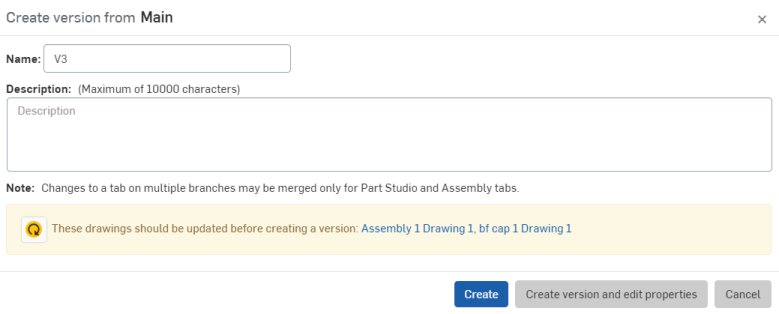 Create version from Main
Name: V3
Description: (Maximum of 10000 characters)
Description
Note: Changes to a tab on multiple branches may be merged only for Part Studio and Assembly tabs.
These drawings should be updated before creating a version: Assembly 1 Drawing 1, bf cap 1 Drawing 1
Create Create version and edit properties Cancel